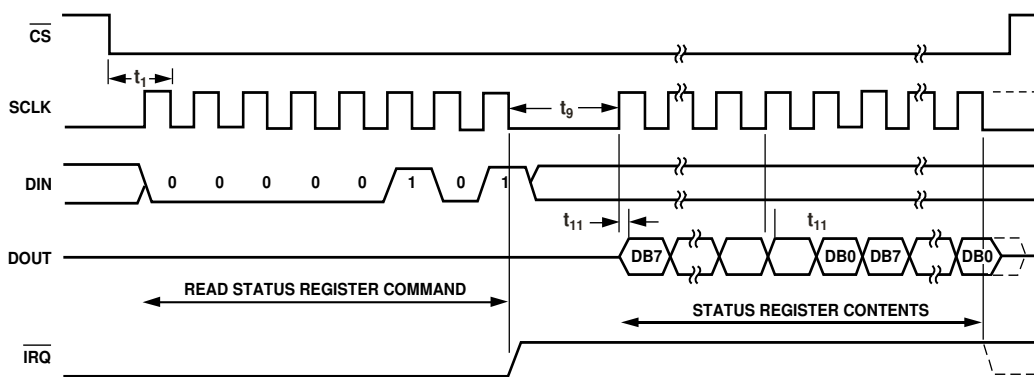 CS
t1
SCLK
t9
DIN 0 0 0 0 0 1 0 1
t11 t11
DOUT DB7 DB0 DB7 DB0
READ STATUS REGISTER COMMAND STATUS REGISTER CONTENTS
IRQ